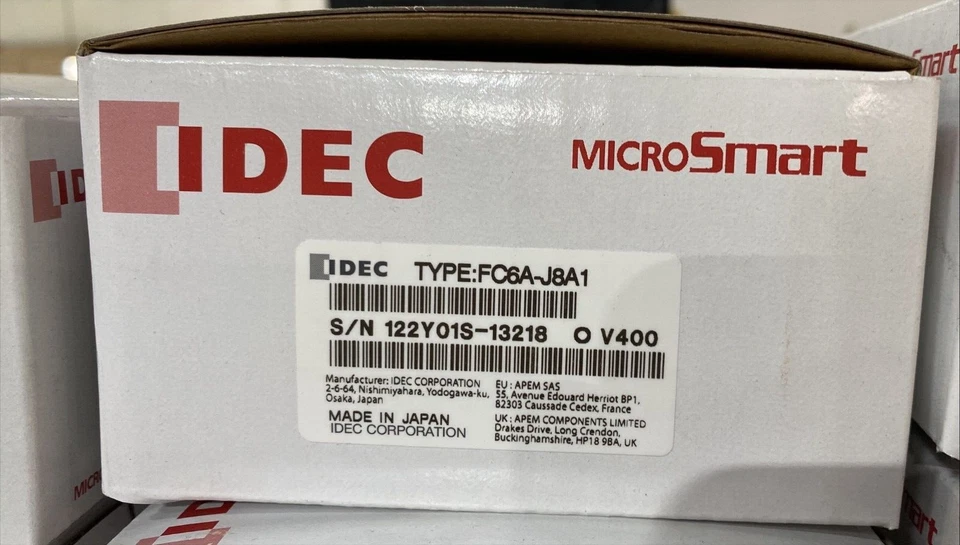 IDEC
MICROSmart
IDEC TYPE:FC6A-J8A1
S/N 122Y01S-13218 O V400
Manufacturer: IDEC CORPORATION
2-6-64, Nishimiyahara, Yodogawa-ku,
Osaka, Japan
MADE IN JAPAN
IDEC CORPORATION
EU : APEM SAS
55, Avenue Edouard Herriot BP1,
82303 Caussade Cedex, France
UK : APEM COMPONENTS LIMITED
Drakes Drive, Long Crendon,
Buckinghamshire, HP18 9BA, UK